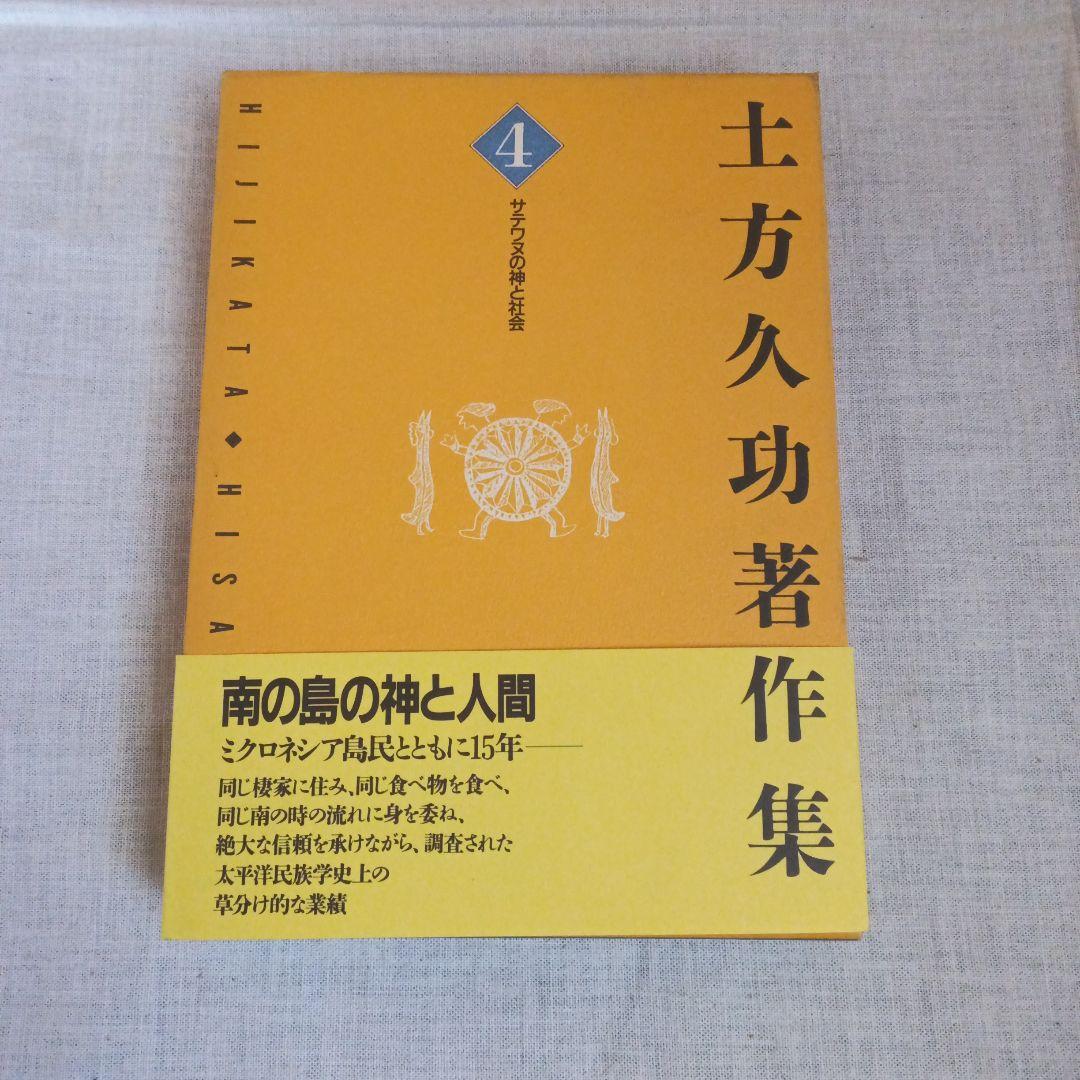 土方久功著作集
4
サテワヌの神と社会
HIJIKATA◆HISA
南の島の神と人間
ミクロネシア島民とともに15年——
同じ棲家に住み、同じ食べ物を食べ、
同じ南の時の流れに身を委ね、
絶大な信頼を承けながら、調査された
太平洋民族学史上の
草分け的な業績